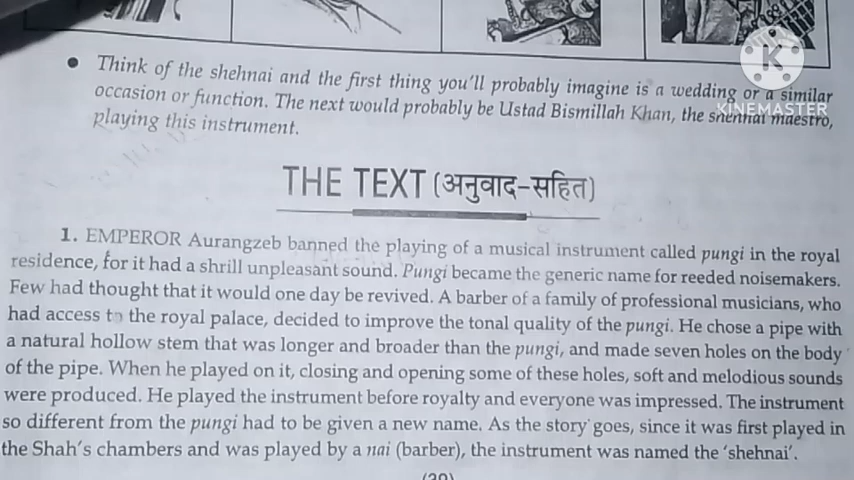 Think of the shehnai and the first thing you'll probably imagine is a wedding or a similar
occasion or function. The next would probably be Ustad Bismillah Khan, the shehnai maestro,
playing this instrument.
K
KINEMASTER
THE TEXT (अनुवाद-सहित)
1. EMPEROR Aurangzeb banned the playing of a musical instrument called pungi in the royal
residence, for it had a shrill unpleasant sound. Pungi became the generic name for reeded noisemakers.
Few had thought that it would one day be revived. A barber of a family of professional musicians, who
had access to the royal palace, decided to improve the tonal quality of the pungi. He chose a pipe with
a natural hollow stem that was longer and broader than the pungi, and made seven holes on the body
of the pipe. When he played on it, closing and opening some of these holes, soft and melodious sounds
were produced. He played the instrument before royalty and everyone was impressed. The instrument
so different from the pungi had to be given a new name. As the story goes, since it was first played in
the Shah's chambers and was played by a nai (barber), the instrument was named the 'shehnai'.